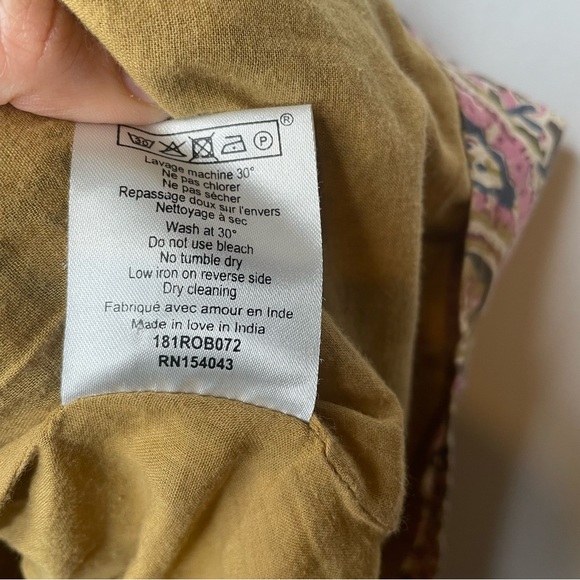 30 P ®
Lavage machine 30°
Ne pas chlorer
Ne pas sécher
Repassage doux sur l'envers
Nettoyage à sec
Wash at 30°
Do not use bleach
No tumble dry
Low iron on reverse side
Dry cleaning
Fabriqué avec amour en Inde
Made in love in India
181ROB072
RN154043